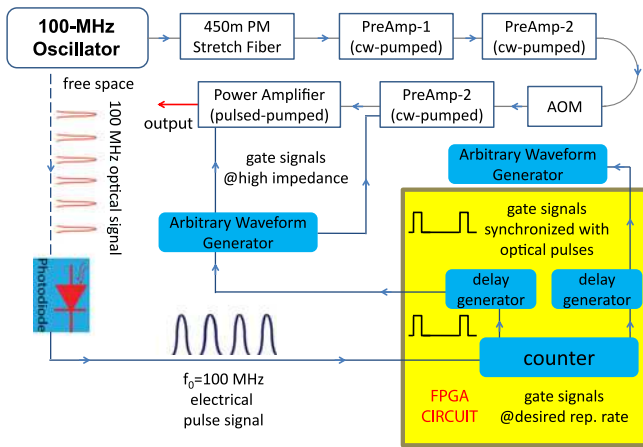 100-MHz
Oscillator
450m PM
Stretch Fiber
PreAmp-1
(cw-pumped)
PreAmp-2
(cw-pumped)
free space
100 MHz optical signal
output
Power Amplifier
(pulsed-pumped)
PreAmp-2
(cw-pumped)
AOM
gate signals
@high impedance
Arbitrary Waveform
Generator
Arbitrary Waveform
Generator
gate signals
synchronized with
optical pulses
Photodiode
delay
generator
delay
generator
counter
f₀=100 MHz
electrical
pulse signal
FPGA
CIRCUIT
gate signals
@desired rep. rate